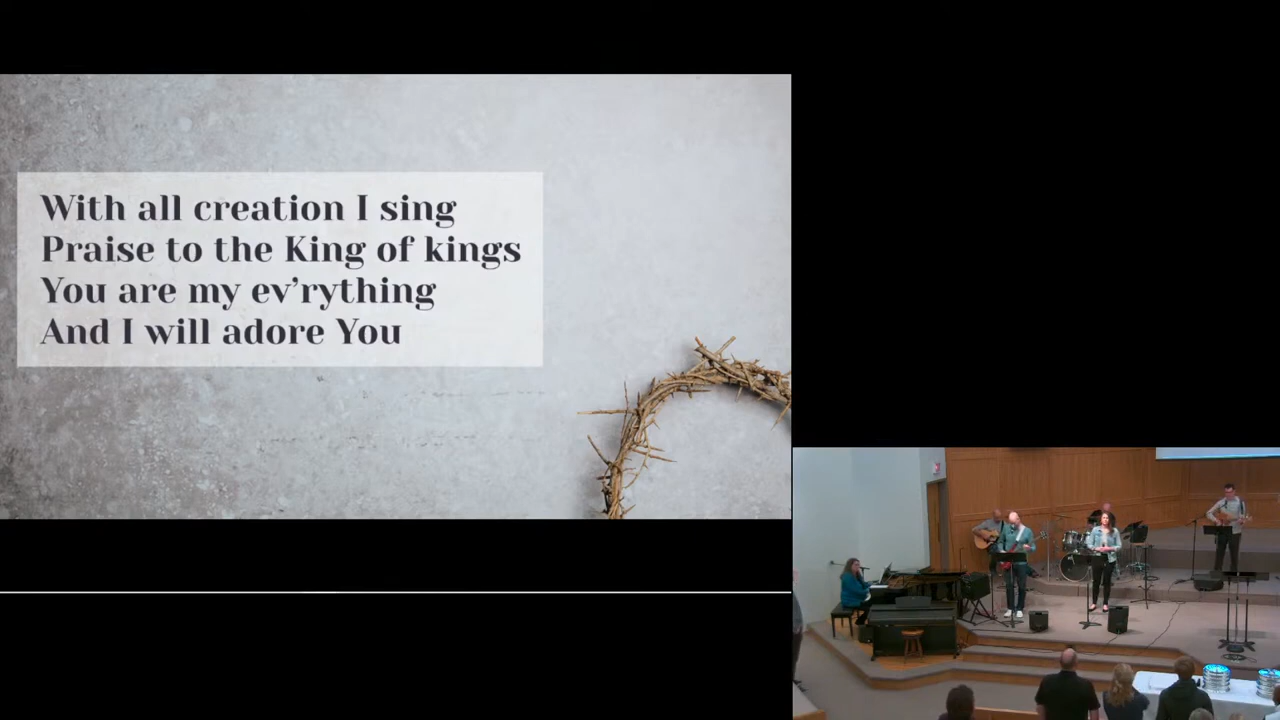 With all creation I sing
Praise to the King of kings
You are my ev’rything
And I will adore You